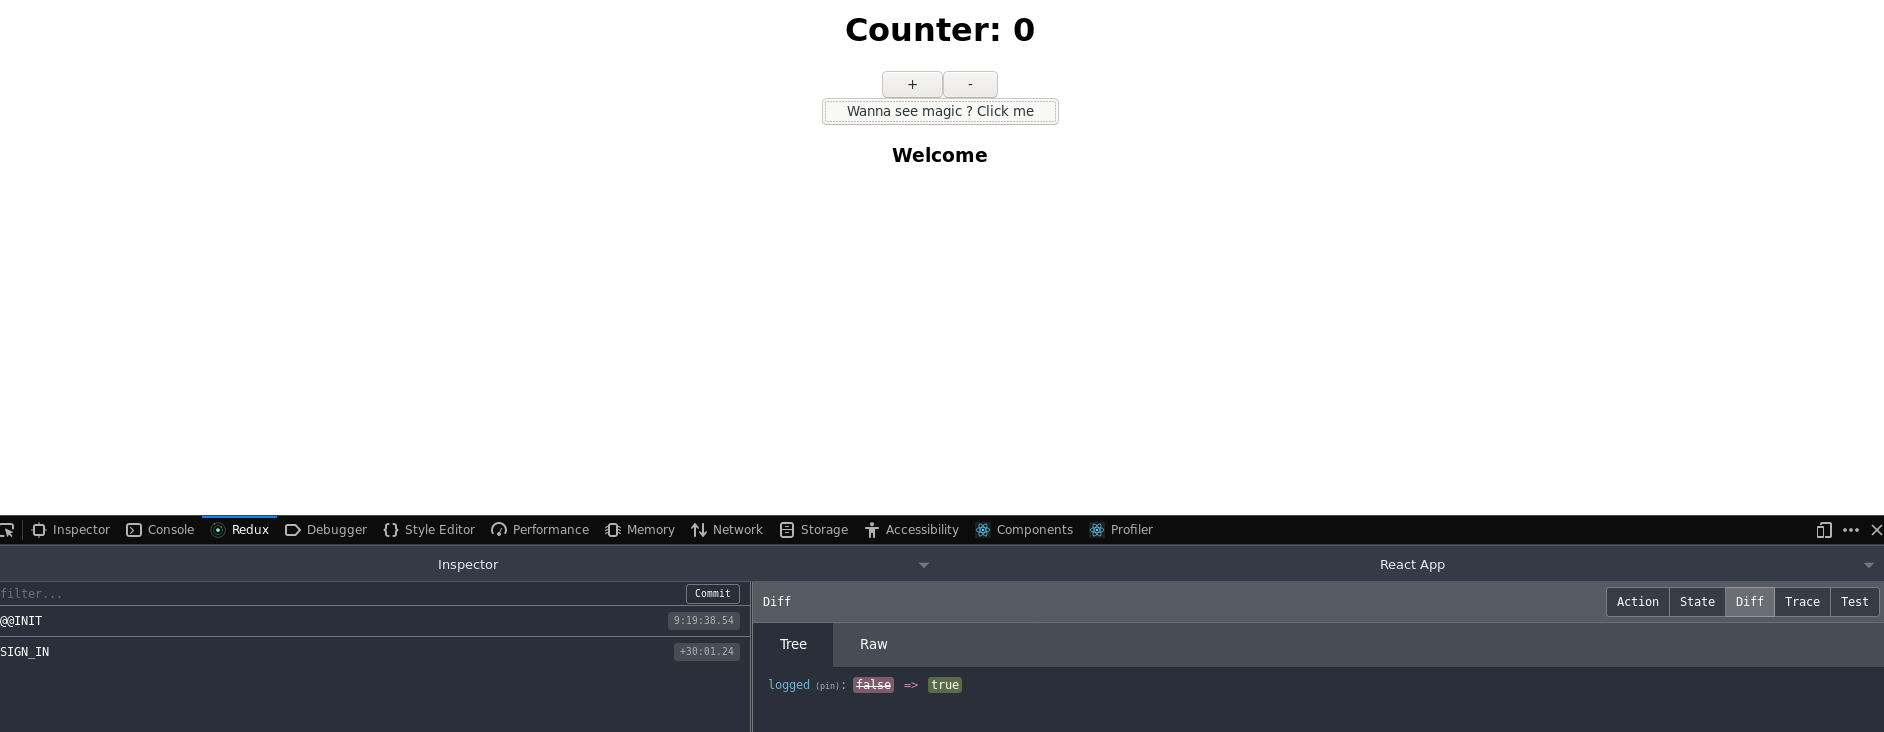 Counter: 0
+ -
Wanna see magic ? Click me
Welcome
Inspector Console Redux Debugger Style Editor Performance Memory Network Storage Accessibility Components Profiler
Inspector React App
filter... Commit
Diff Action State Diff Trace Test
@@INIT 9:19:38.54
Tree Raw
SIGN_IN +30:01.24
logged (pin): false => true